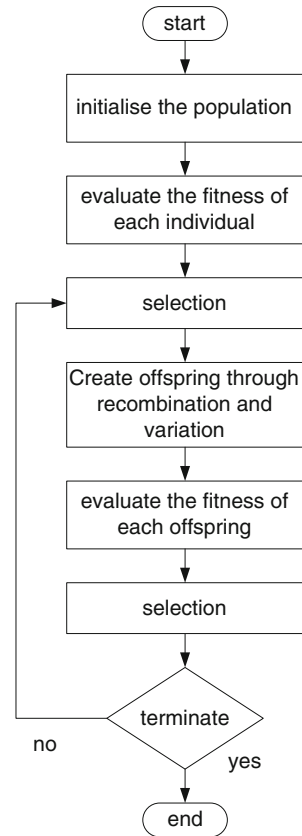 start
initialise the population
evaluate the fitness of
each individual
selection
Create offspring through
recombination and
variation
evaluate the fitness of
each offspring
selection
terminate
no
yes
end